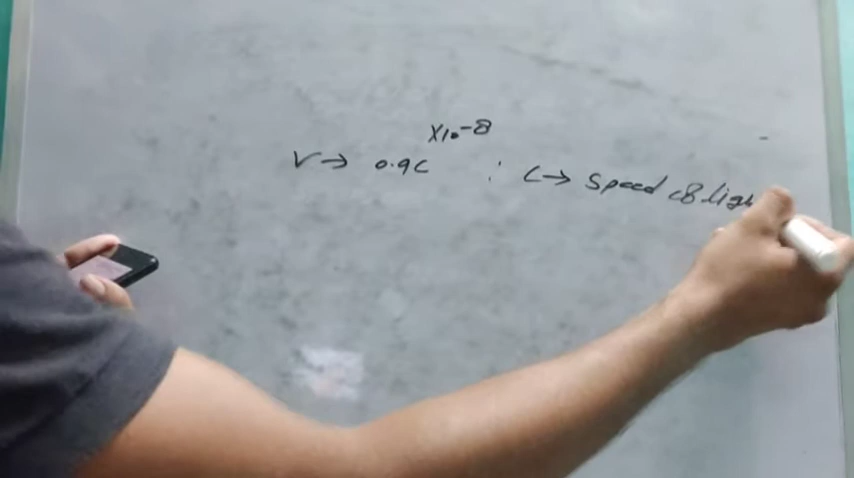 X10-8
V → 0.9C : C → Speed of ligh